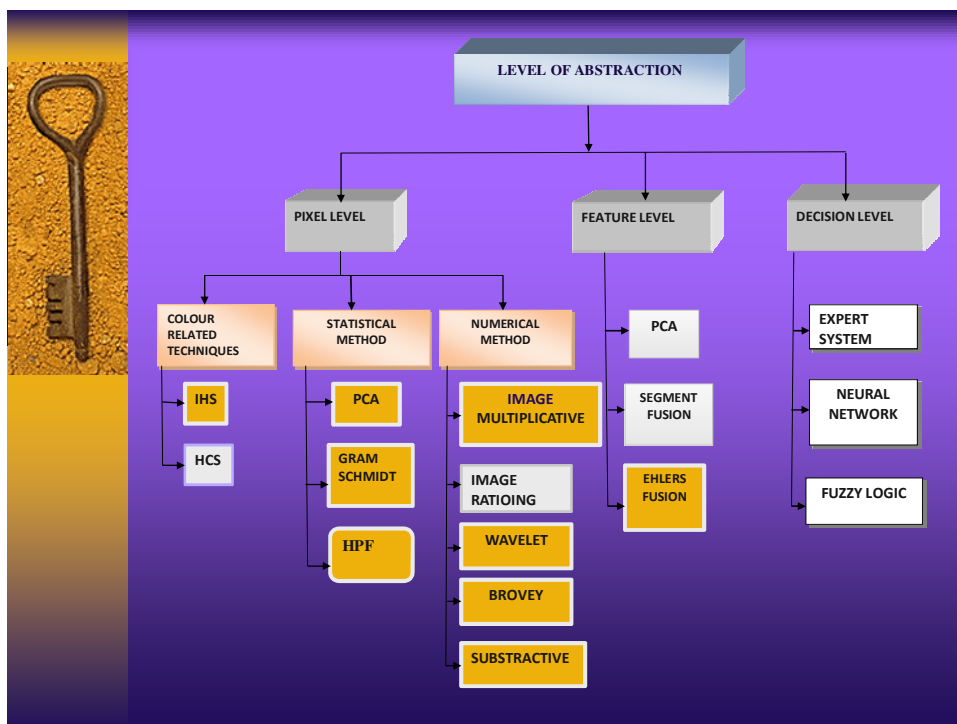 LEVEL OF ABSTRACTION
PIXEL LEVEL
FEATURE LEVEL
DECISION LEVEL
COLOUR
RELATED
TECHNIQUES
IHS
HCS
STATISTICAL
METHOD
PCA
GRAM
SCHMIDT
HPF
NUMERICAL
METHOD
IMAGE
MULTIPLICATIVE
IMAGE
RATIOING
WAVELET
BROVEY
SUBSTRACTIVE
PCA
SEGMENT
FUSION
EHLERS
FUSION
EXPERT
SYSTEM
NEURAL
NETWORK
FUZZY LOGIC